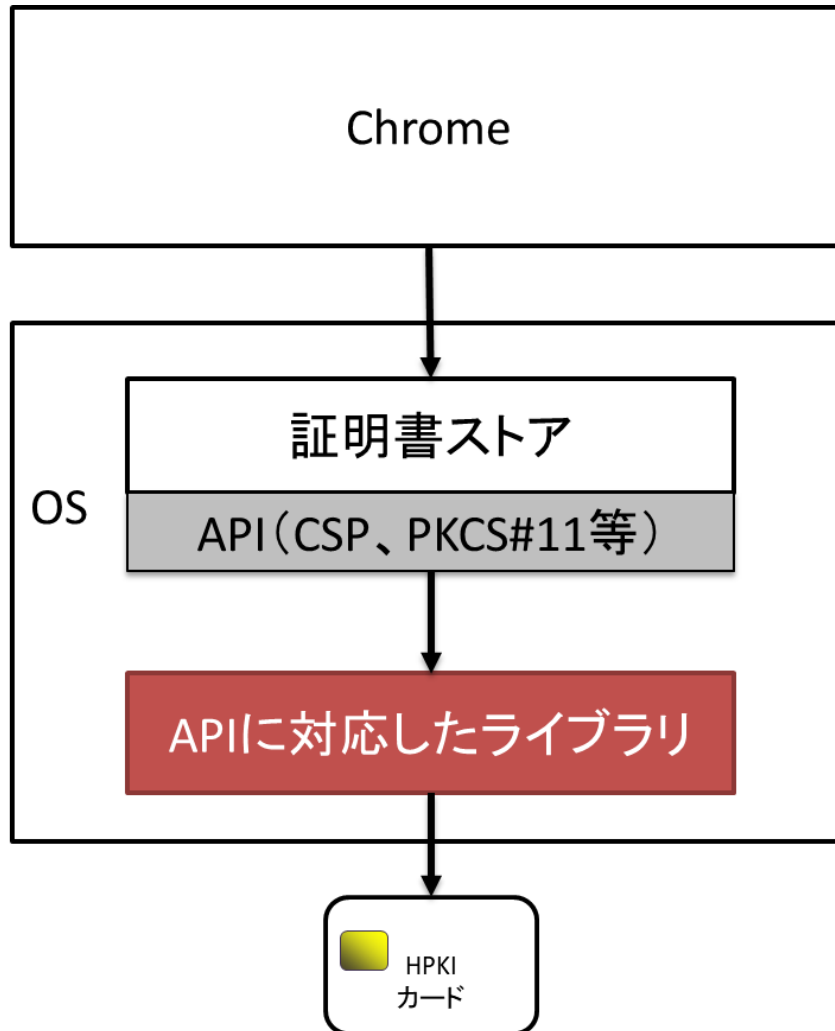 Chrome
証明書ストア
OS
API（CSP、PKCS#11等）
APIに対応したライブラリ
HPKI
カード